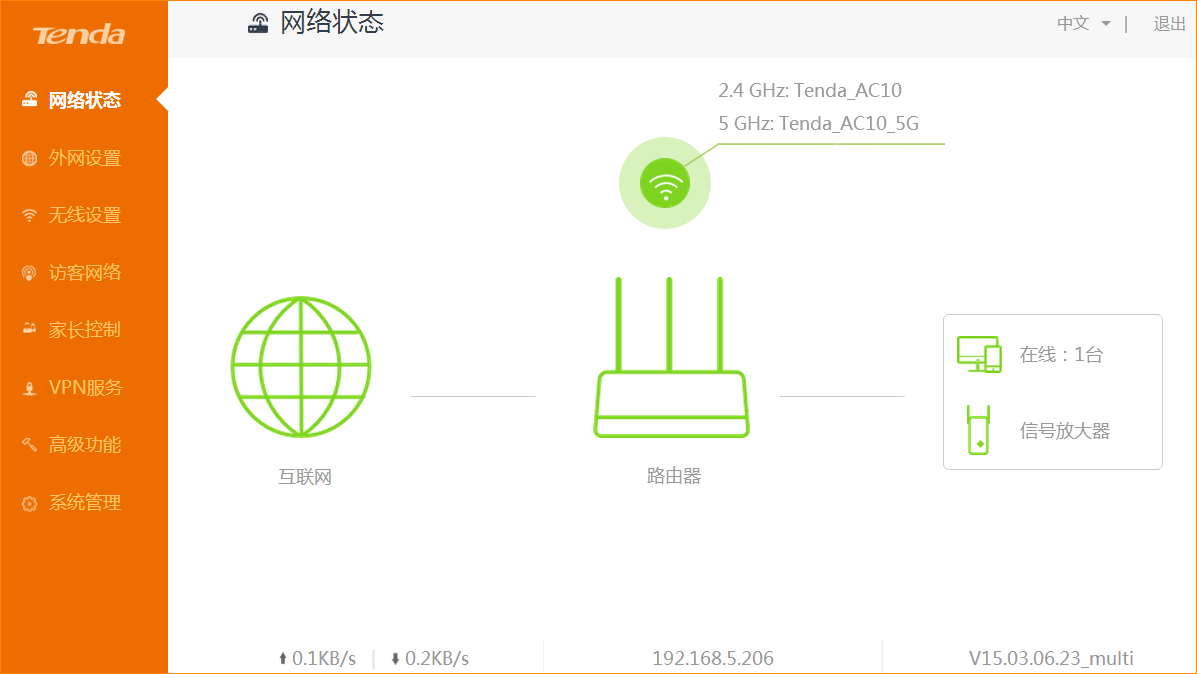 Tenda
网络状态
中文 | 退出
网络状态
外网设置
无线设置
访客网络
家长控制
VPN服务
高级功能
系统管理
2.4 GHz: Tenda_AC10
5 GHz: Tenda_AC10_5G
在线：1台
信号放大器
互联网
路由器
0.1KB/s | 0.2KB/s
192.168.5.206
V15.03.06.23_multi